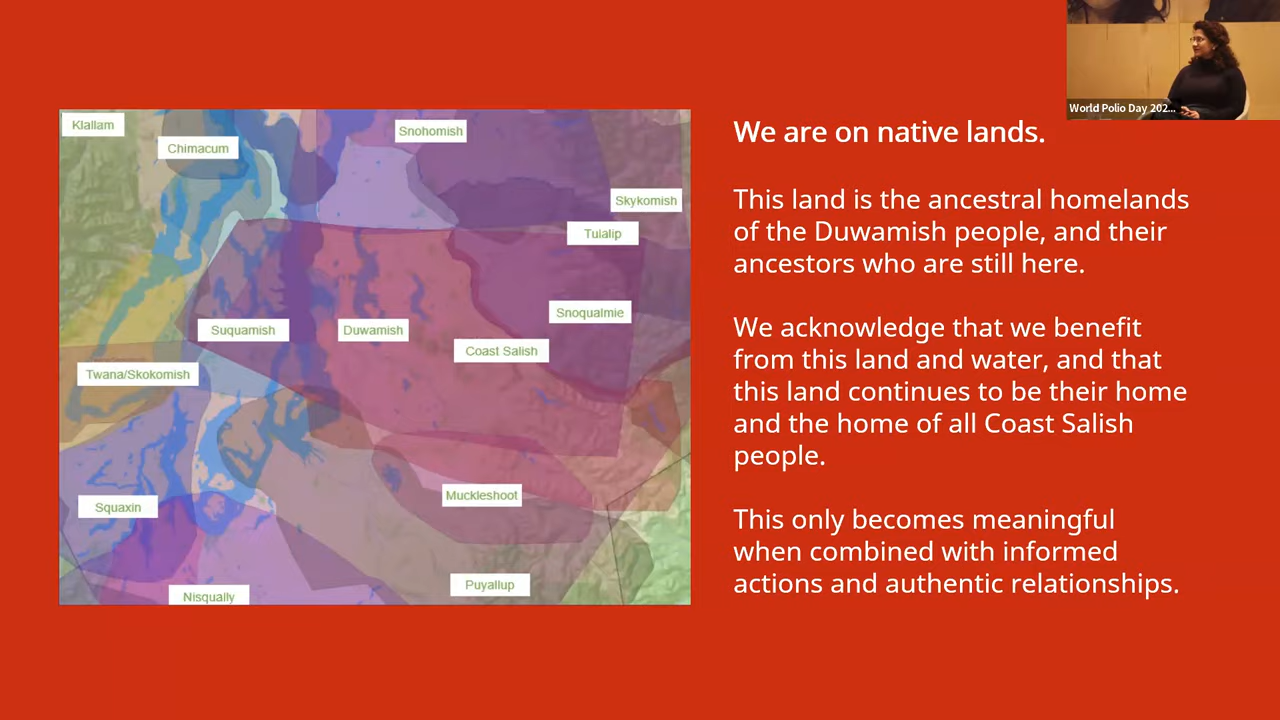 World Polio Day 202...
Klallam
Chimacum
Snohomish
Skykomish
Tulalip
Snoqualmie
Suquamish
Duwamish
Coast Salish
Twana/Skokomish
Muckleshoot
Squaxin
Puyallup
Nisqually
We are on native lands.
This land is the ancestral homelands
of the Duwamish people, and their
ancestors who are still here.
We acknowledge that we benefit
from this land and water, and that
this land continues to be their home
and the home of all Coast Salish
people.
This only becomes meaningful
when combined with informed
actions and authentic relationships.